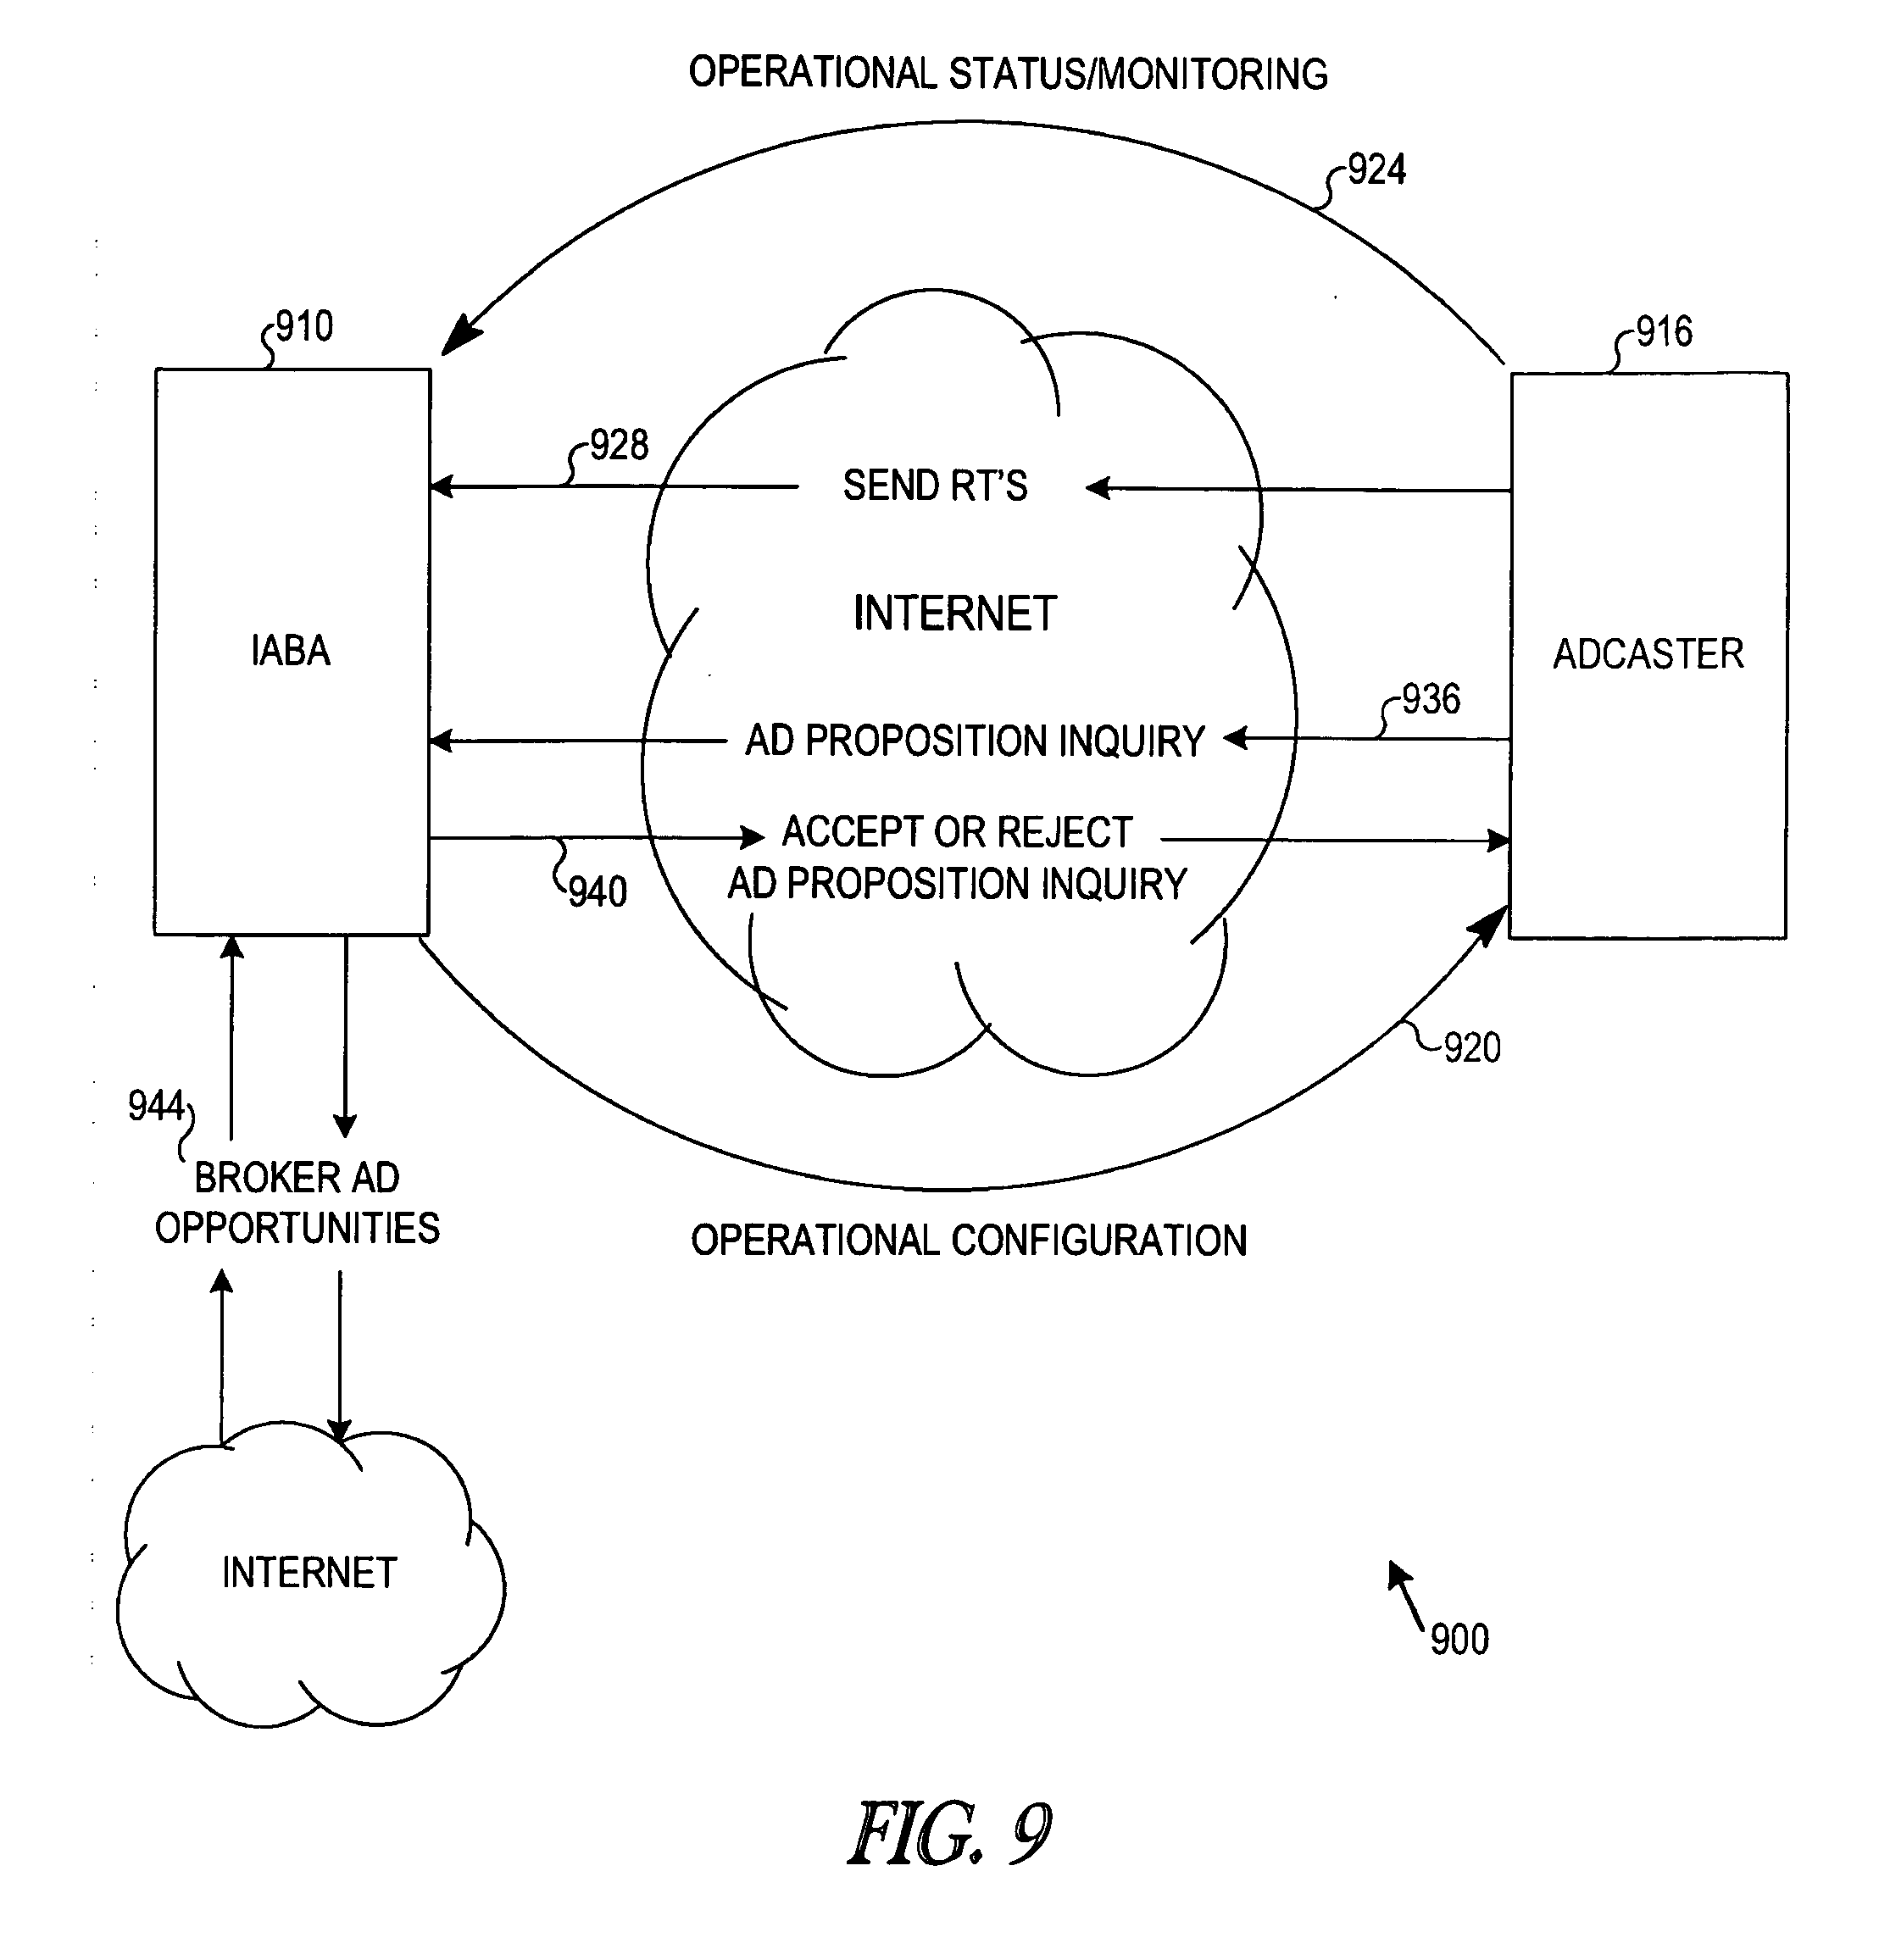 OPERATIONAL STATUS/MONITORING
924
910
916
928
SEND RT'S
INTERNET
IABA
ADCASTER
936
AD PROPOSITION INQUIRY
ACCEPT OR REJECT
AD PROPOSITION INQUIRY
940
920
944
BROKER AD
OPPORTUNITIES
OPERATIONAL CONFIGURATION
INTERNET
900
FIG. 9